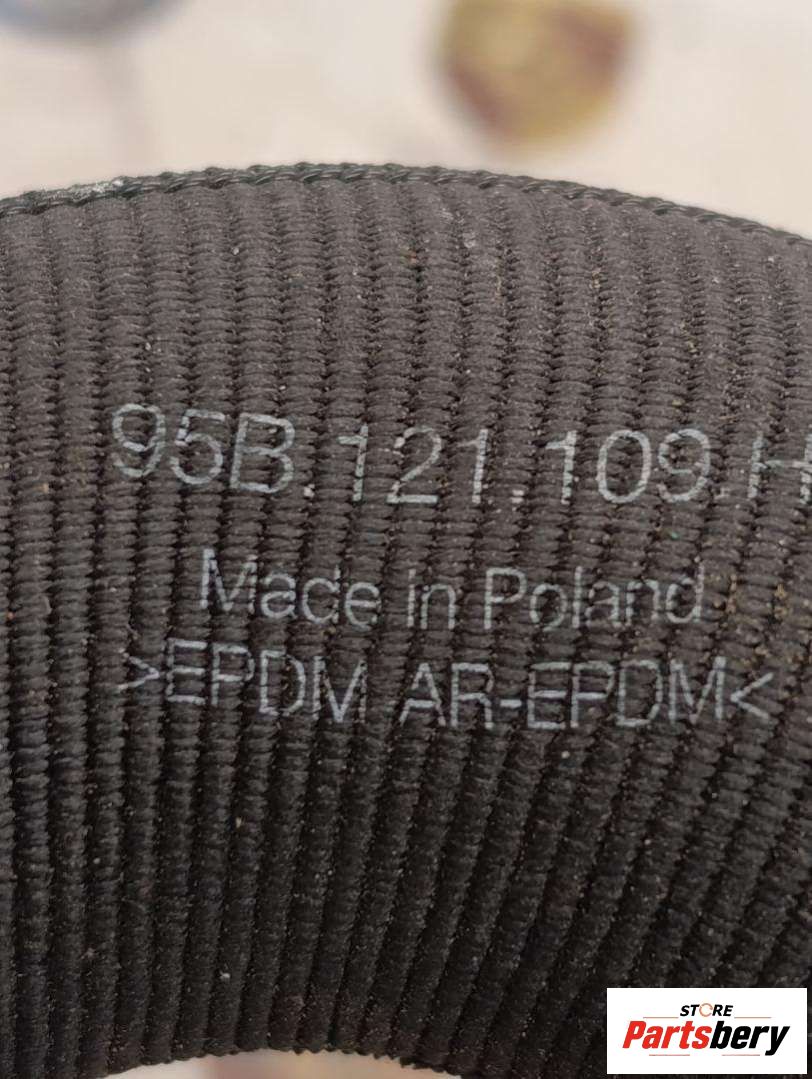 95B.121.109.H
Made in Poland
>EPDM AR-EPDM<
STORE
Partsbery